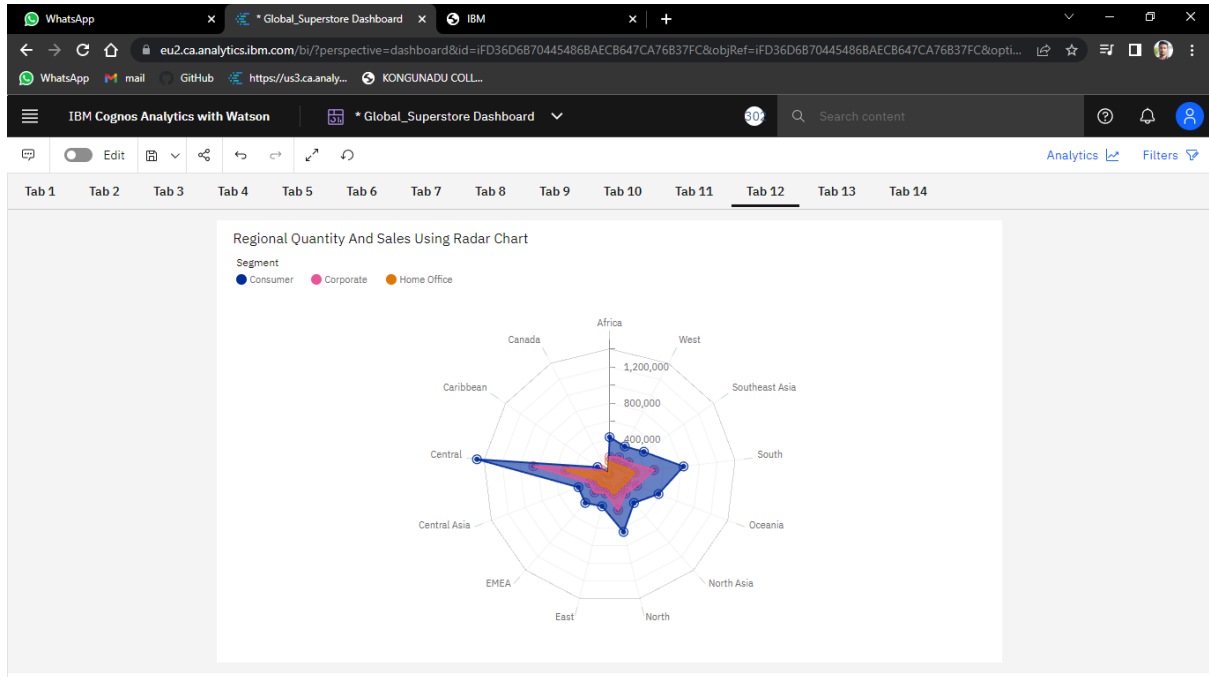 WhatsApp
* Global_Superstore Dashboard
IBM
eu2.ca.analytics.ibm.com/bi/?perspective=dashboard&id=iFD36D6B70445486BAECB647CA76B37FC&objRef=iFD36D6B70445486BAECB647CA76B37FC&opti...
WhatsApp
mail
GitHub
https://us3.ca.analy...
KONGUNADU COLL...
IBM Cognos Analytics with Watson
* Global_Superstore Dashboard
302
Search content
Edit
Analytics
Filters
Tab 1
Tab 2
Tab 3
Tab 4
Tab 5
Tab 6
Tab 7
Tab 8
Tab 9
Tab 10
Tab 11
Tab 12
Tab 13
Tab 14
Regional Quantity And Sales Using Radar Chart
Segment
Consumer
Corporate
Home Office
Africa
Canada
West
1,200,000
Caribbean
Southeast Asia
800,000
400,000
Central
South
Central Asia
Oceania
EMEA
North Asia
East
North